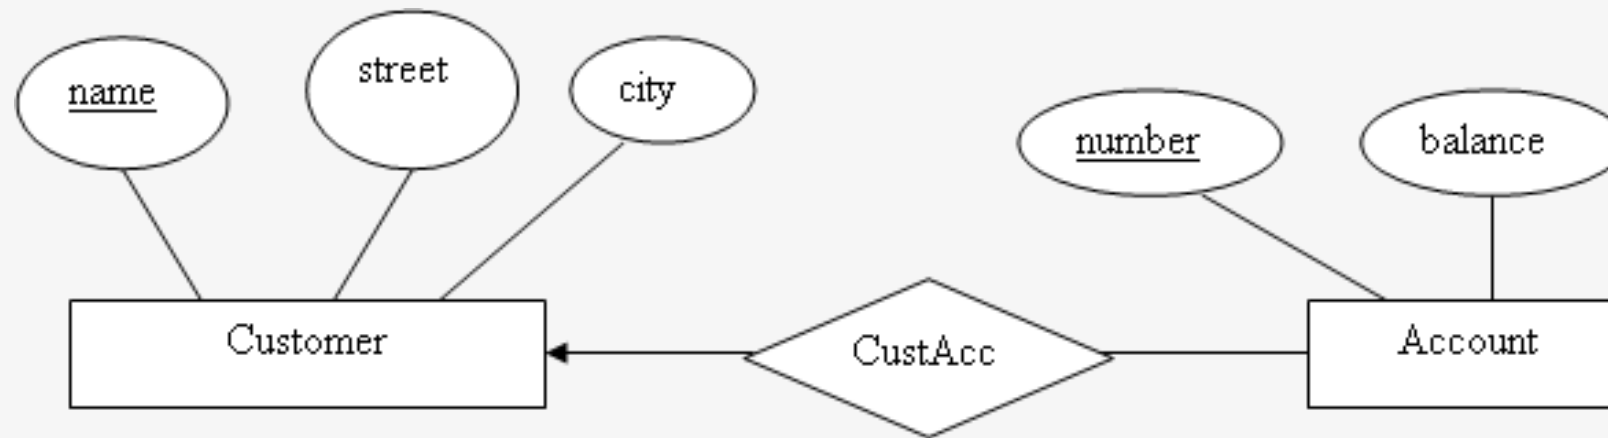 name
street
city
number
balance
Customer
CustAcc
Account